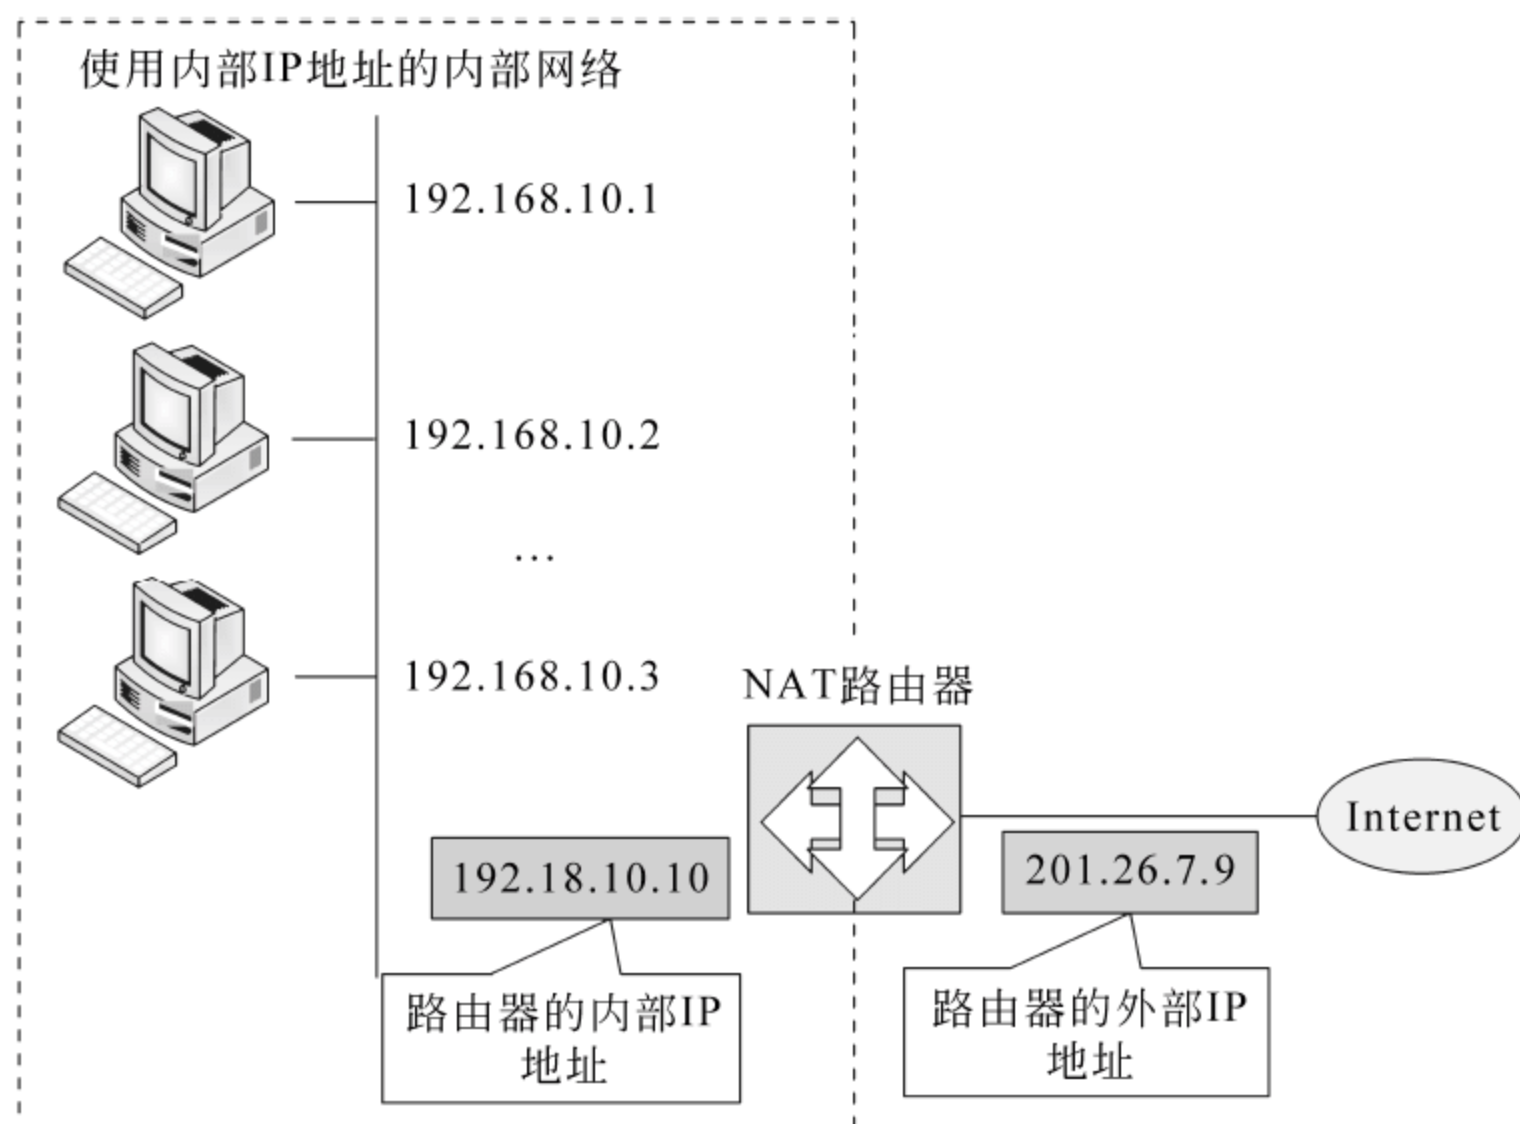 使用内部IP地址的内部网络
192.168.10.1
192.168.10.2
...
192.168.10.3
NAT路由器
Internet
192.18.10.10
201.26.7.9
路由器的内部IP
地址
路由器的外部IP
地址